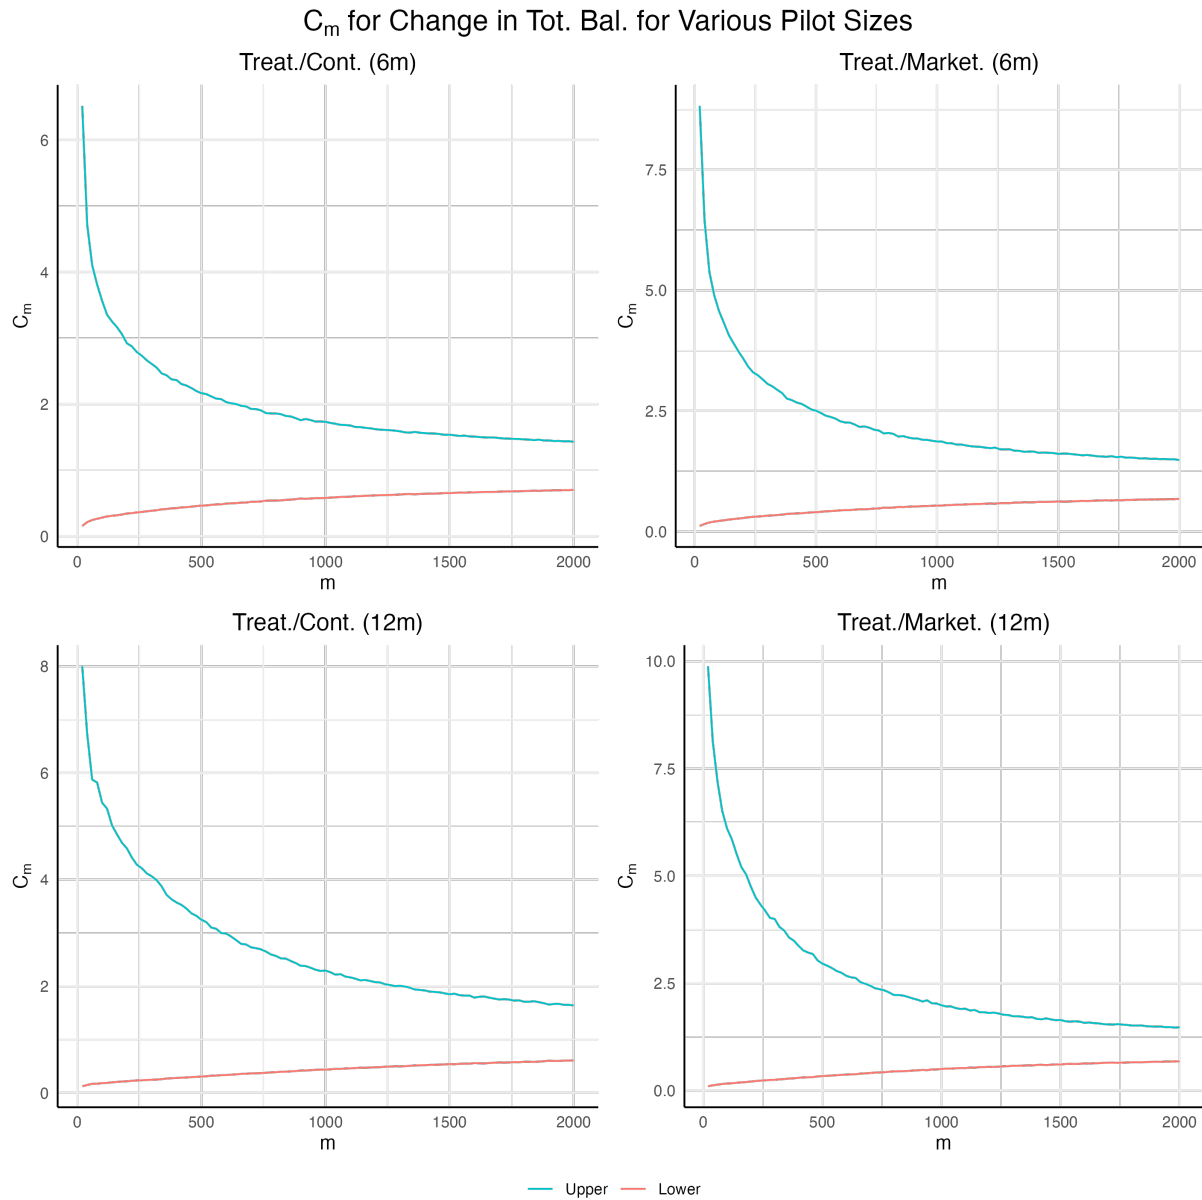 Cm for Change in Tot. Bal. for Various Pilot Sizes
Treat./Cont. (6m)
Cm
6
4
2
0
0 500 1000 1500 2000
m
Treat./Market. (6m)
Cm
7.5
5.0
2.5
0.0
0 500 1000 1500 2000
m
Treat./Cont. (12m)
Cm
8
6
4
2
0
0 500 1000 1500 2000
m
Treat./Market. (12m)
Cm
10.0
7.5
5.0
2.5
0.0
0 500 1000 1500 2000
m
Upper Lower